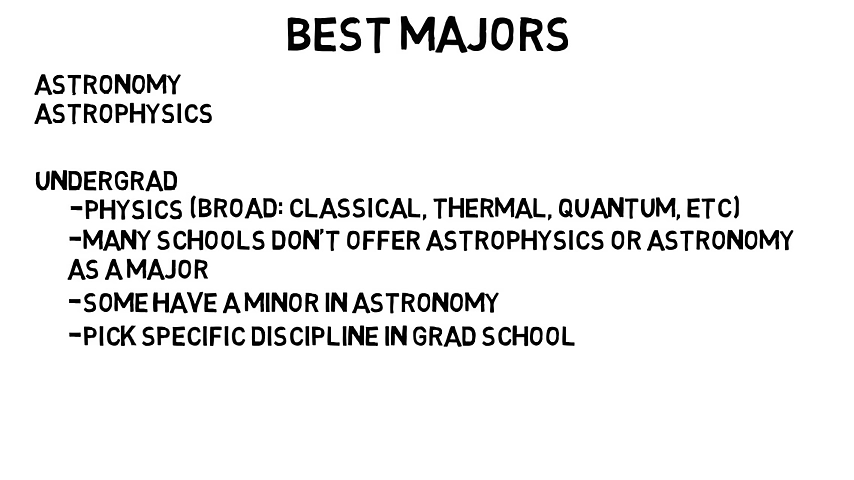 BEST MAJORS
ASTRONOMY
ASTROPHYSICS
UNDERGRAD
-PHYSICS (BROAD: CLASSICAL, THERMAL, QUANTUM, ETC)
-MANY SCHOOLS DON'T OFFER ASTROPHYSICS OR ASTRONOMY
AS A MAJOR
-SOME HAVE A MINOR IN ASTRONOMY
-PICK SPECIFIC DISCIPLINE IN GRAD SCHOOL